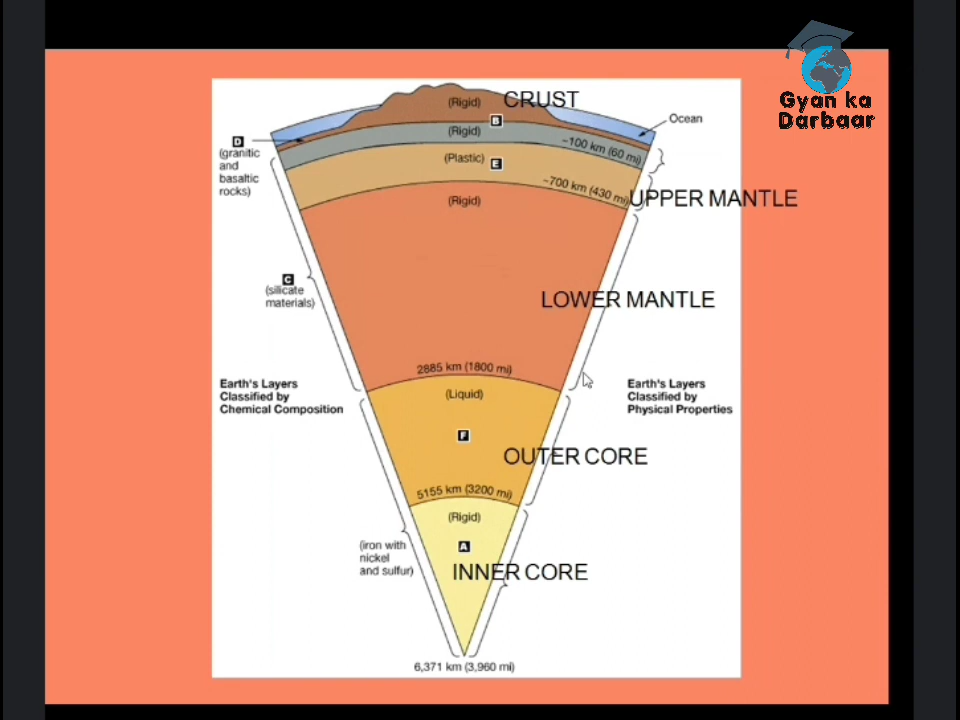 Gyan ka
Darbaar
(Rigid)
CRUST
B
Ocean
(Rigid)
~100 km (60 mi)
D
(granitic
and
basaltic
rocks)
(Plastic)
E
~700 km (430 mi)
UPPER MANTLE
(Rigid)
C
(silicate
materials)
LOWER MANTLE
2885 km (1800 mi)
Earth's Layers
Classified by
Chemical Composition
(Liquid)
Earth's Layers
Classified by
Physical Properties
F
OUTER CORE
5155 km (3200 mi)
(Rigid)
A
(iron with
nickel
and sulfur)
INNER CORE
6,371 km (3,960 mi)